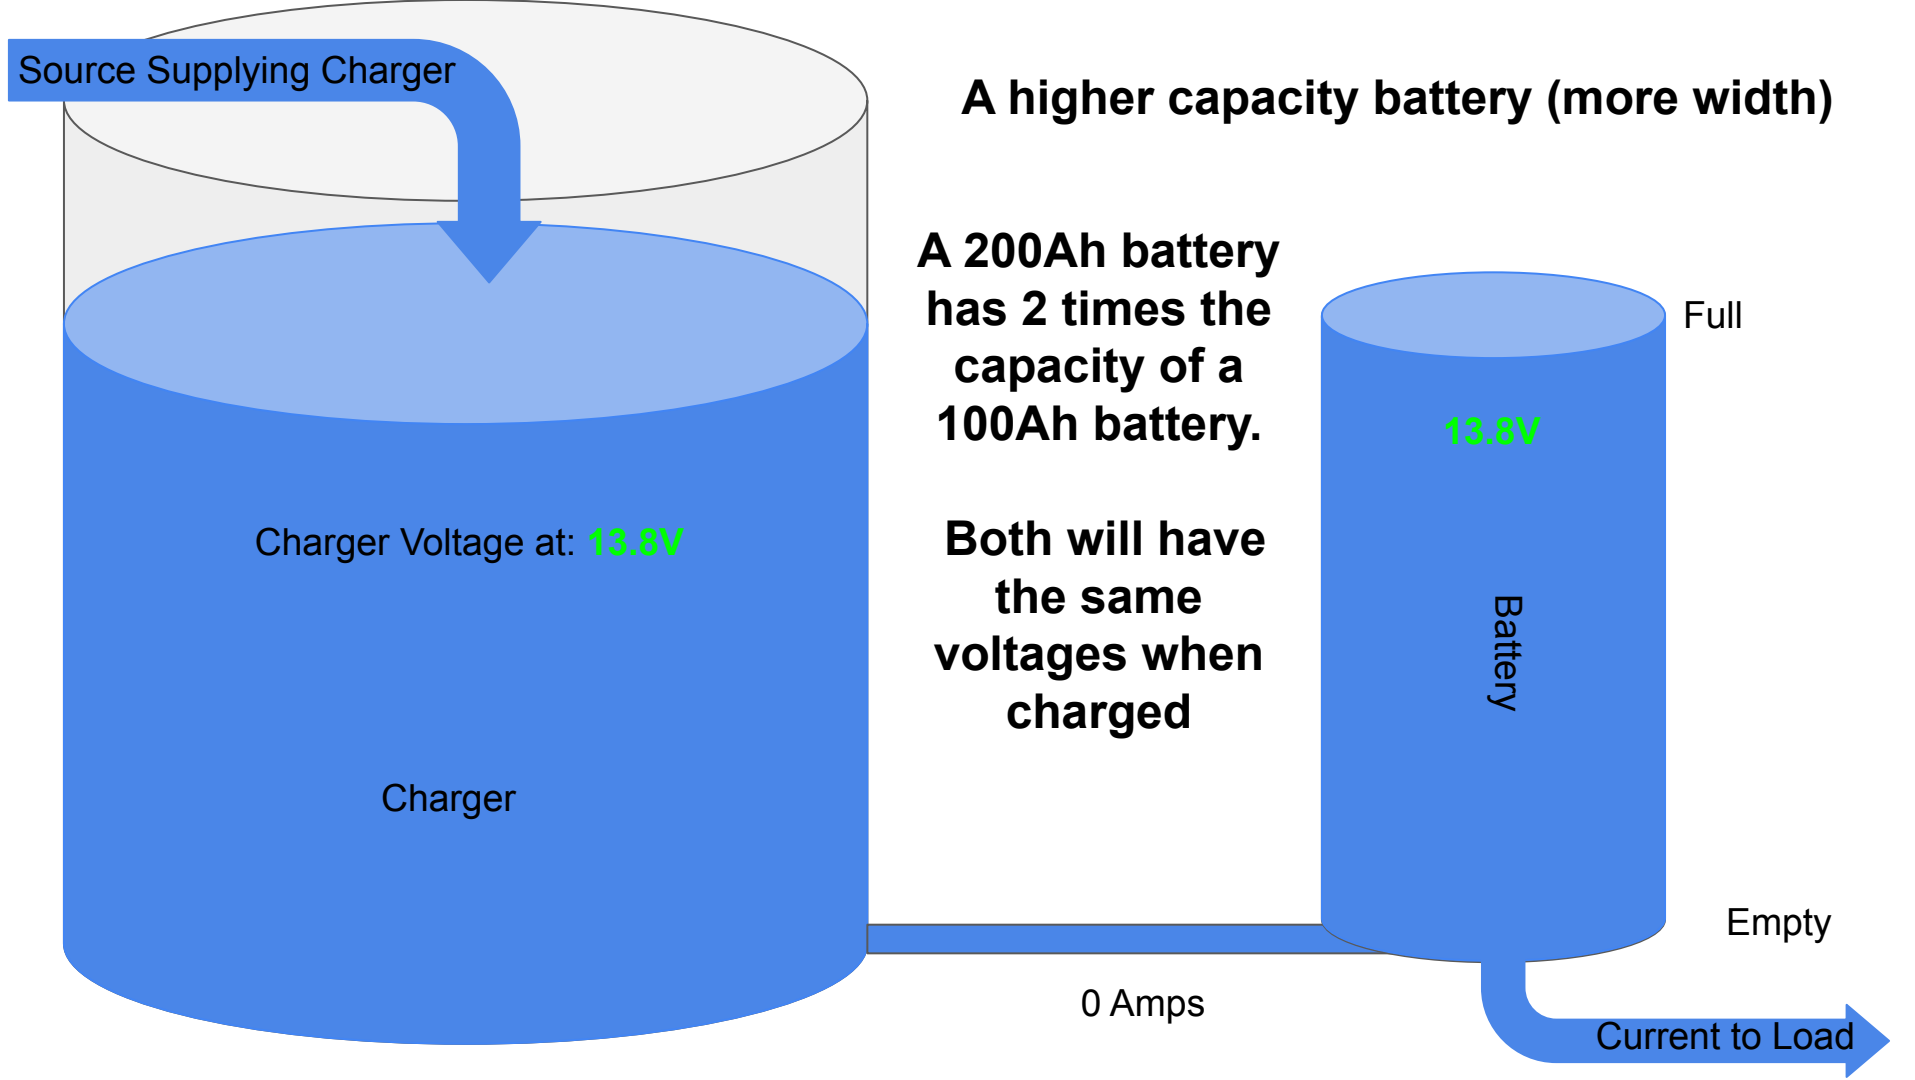 Source Supplying Charger
A higher capacity battery (more width)
A 200Ah battery
has 2 times the
capacity of a
100Ah battery.
Both will have
the same
voltages when
charged
Full
13.8V
Charger Voltage at: 13.8V
Battery
Charger
Empty
0 Amps
Current to Load